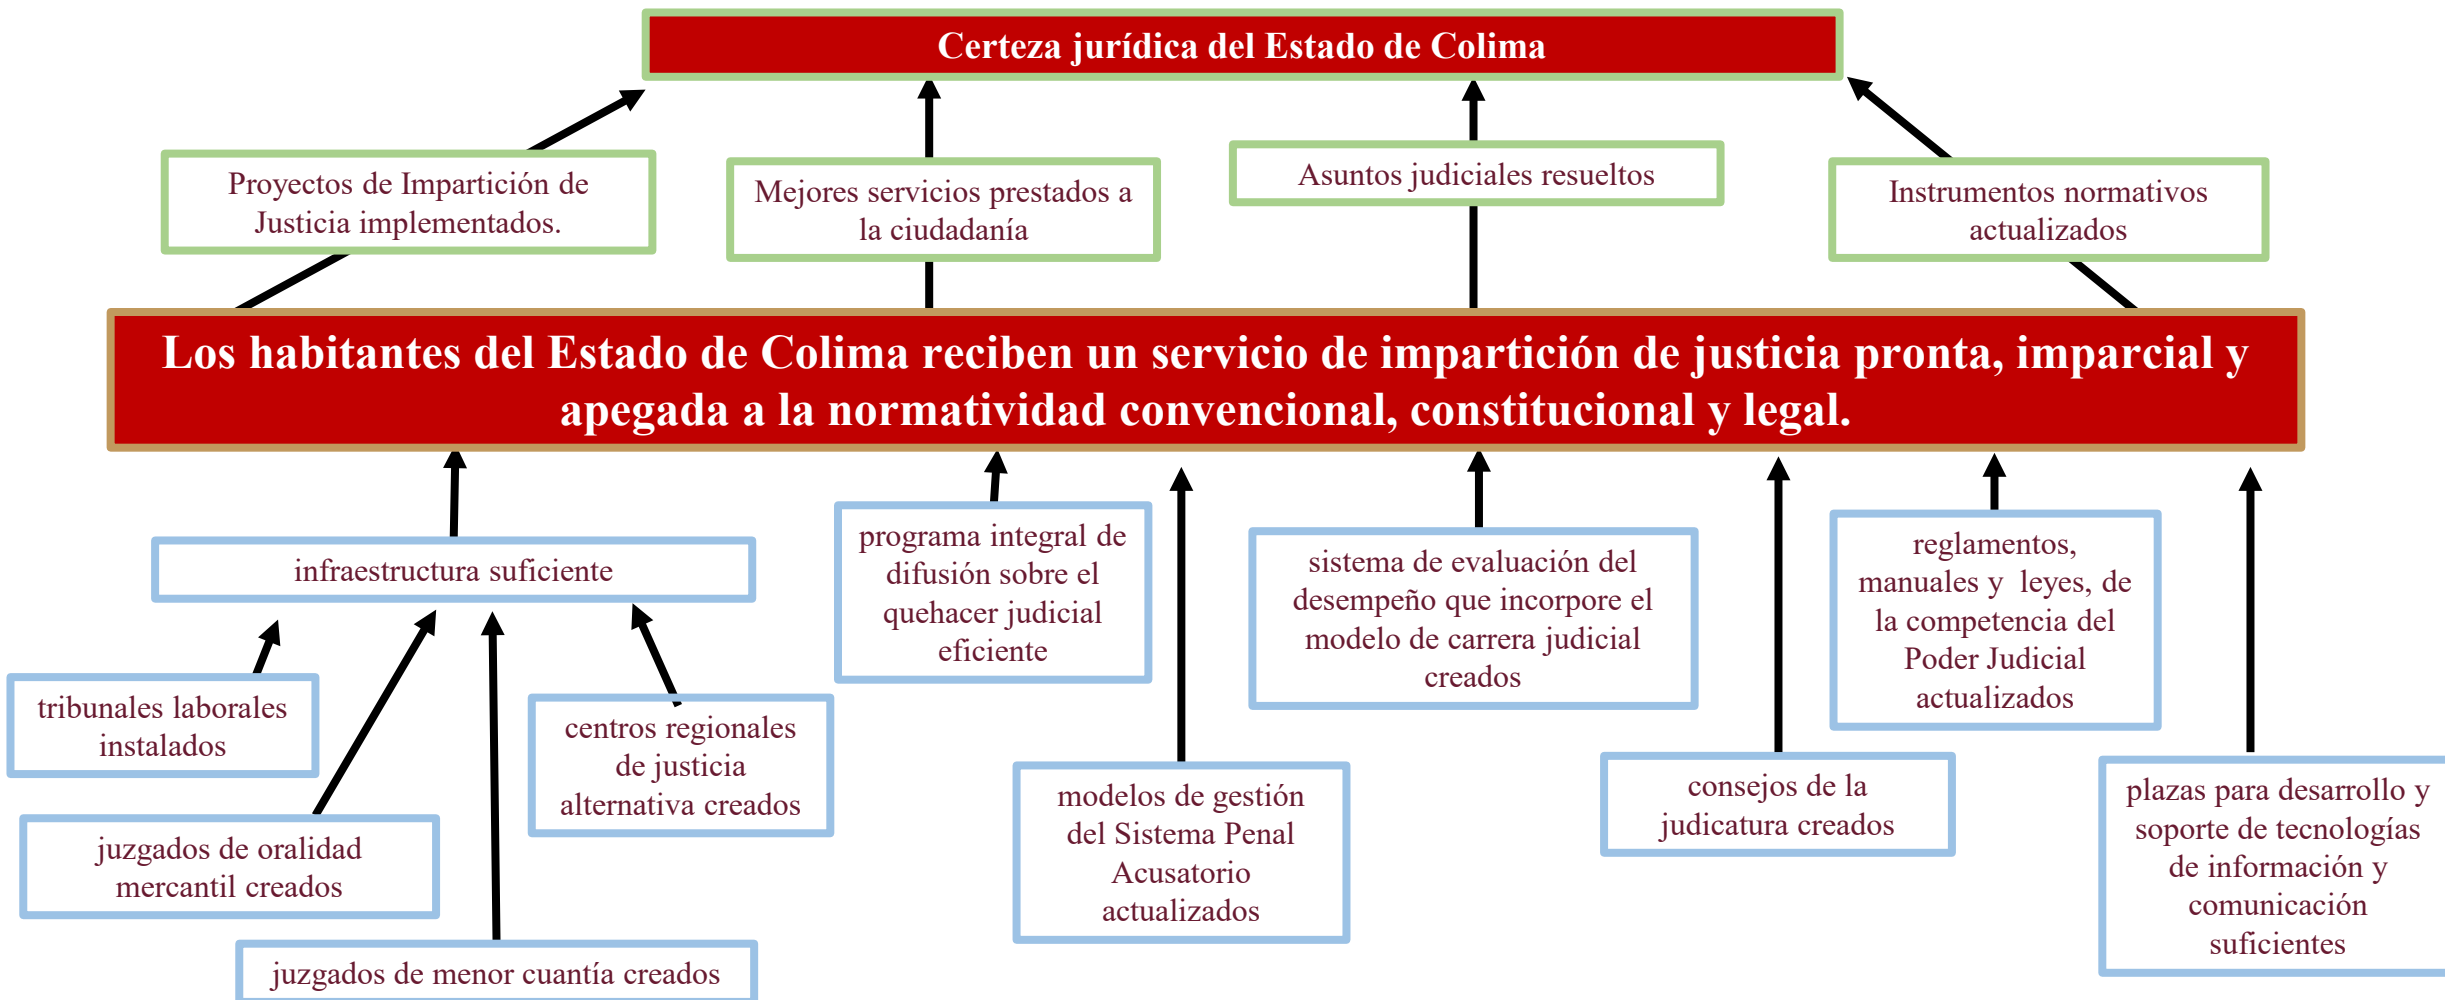 Certeza jurídica del Estado de Colima
Proyectos de Impartición de
Justicia implementados.
Mejores servicios prestados a
la ciudadanía
Asuntos judiciales resueltos
Instrumentos normativos
actualizados
Los habitantes del Estado de Colima reciben un servicio de impartición de justicia pronta, imparcial y
apegada a la normatividad convencional, constitucional y legal.
infraestructura suficiente
tribunales laborales
instalados
juzgados de oralidad
mercantil creados
juzgados de menor cuantía creados
centros regionales
de justicia
alternativa creados
programa integral de
difusión sobre el
quehacer judicial
eficiente
modelos de gestión
del Sistema Penal
Acusatorio
actualizados
sistema de evaluación del
desempeño que incorpore el
modelo de carrera judicial
creados
consejos de la
judicatura creados
reglamentos,
manuales y  leyes, de
la competencia del
Poder Judicial
actualizados
plazas para desarrollo y
soporte de tecnologías
de información y
comunicación
suficientes